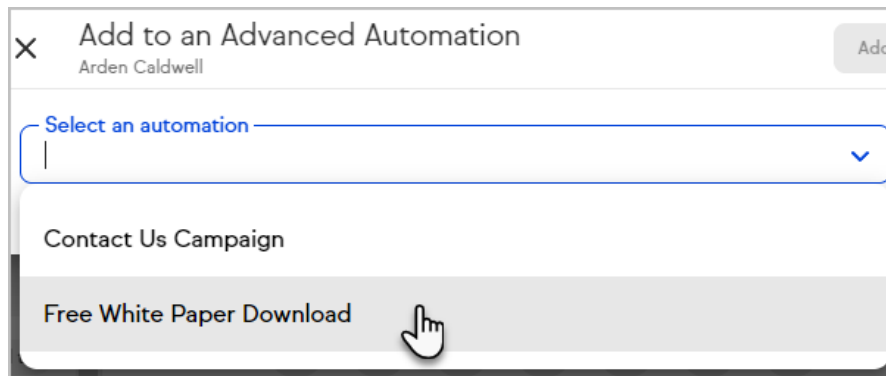 Add to an Advanced Automation
Arden Caldwell
Select an automation
Contact Us Campaign
Free White Paper Download